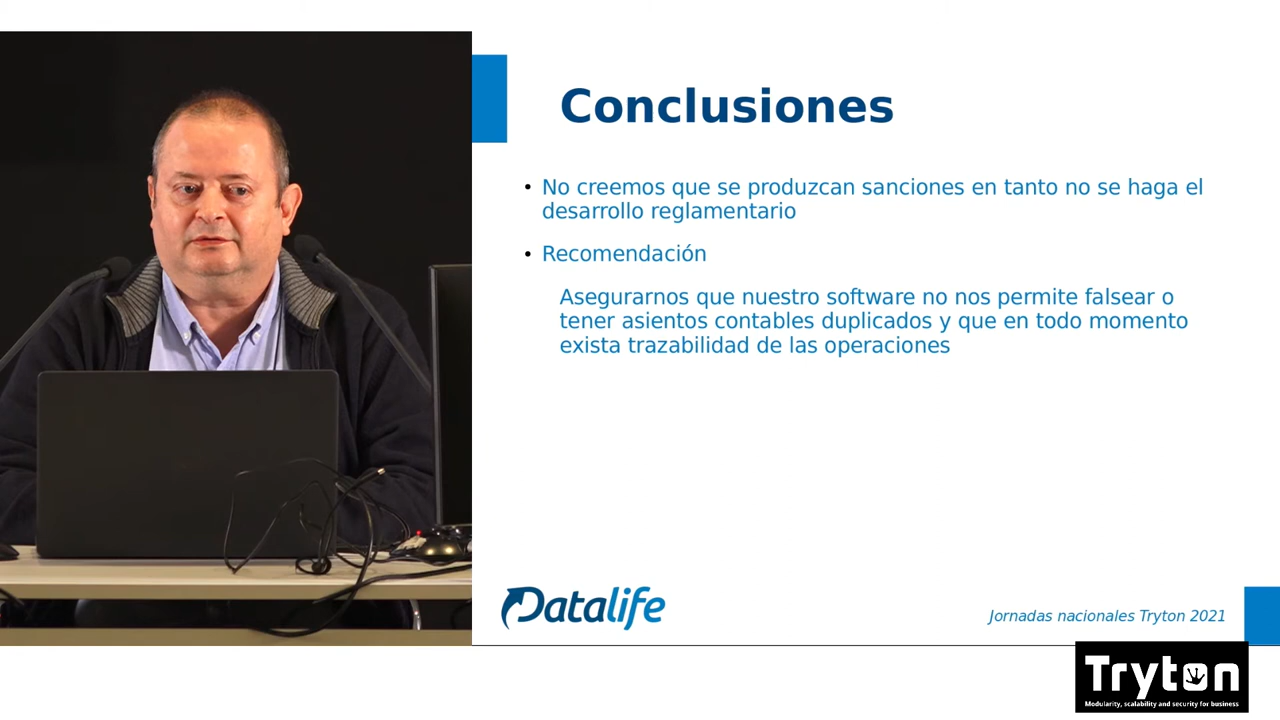 Conclusiones
• No creemos que se produzcan sanciones en tanto no se haga el
desarrollo reglamentario
• Recomendación
Asegurarnos que nuestro software no nos permite falsear o
tener asientos contables duplicados y que en todo momento
exista trazabilidad de las operaciones
Datalife
Jornadas nacionales Tryton 2021
Tryton
Modularity, scalability and security for business